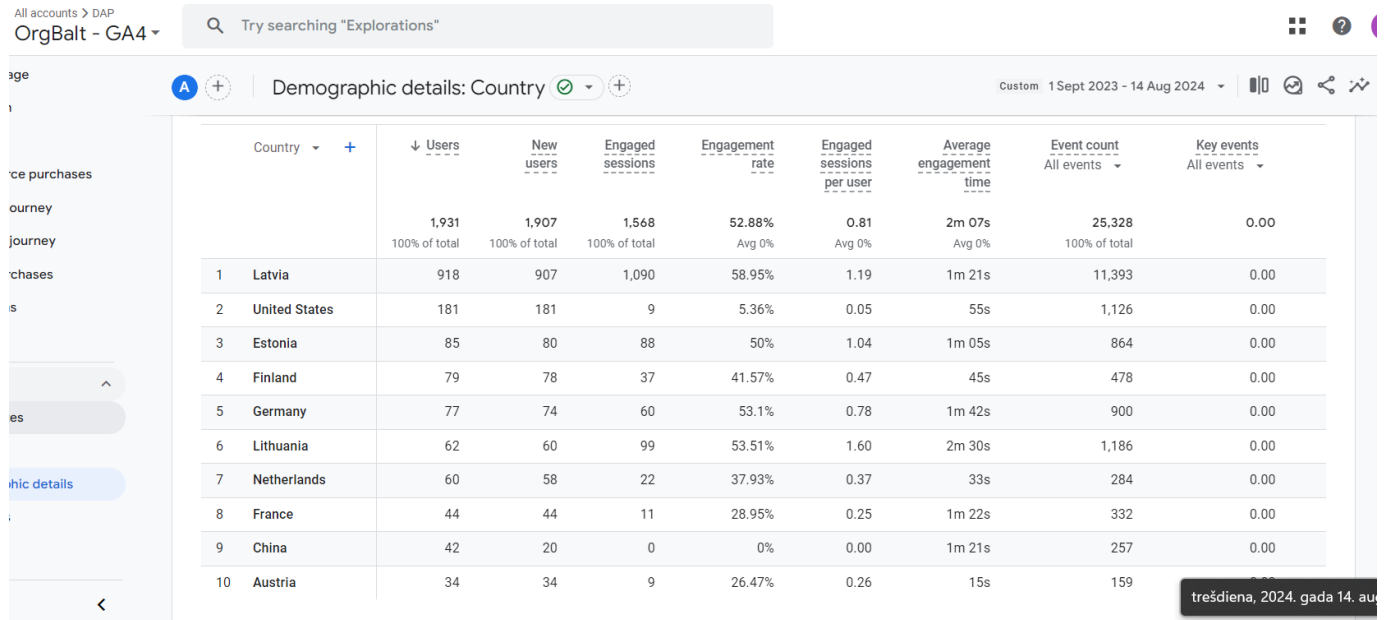 All accounts > DAP
OrgBalt - GA4
Try searching "Explorations"
age
rce purchases
ourney
journey
rchases
s
es
phic details
A
Demographic details: Country
Custom 1 Sept 2023 - 14 Aug 2024
Country
Users
New users
Engaged sessions
Engagement rate
Engaged sessions per user
Average engagement time
Event count
All events
Key events
All events
1,931 1,907 1,568 52.88% 0.81 2m 07s 25,328 0.00
100% of total 100% of total 100% of total Avg 0% Avg 0% Avg 0% 100% of total
1 Latvia 918 907 1,090 58.95% 1.19 1m 21s 11,393 0.00
2 United States 181 181 9 5.36% 0.05 55s 1,126 0.00
3 Estonia 85 80 88 50% 1.04 1m 05s 864 0.00
4 Finland 79 78 37 41.57% 0.47 45s 478 0.00
5 Germany 77 74 60 53.1% 0.78 1m 42s 900 0.00
6 Lithuania 62 60 99 53.51% 1.60 2m 30s 1,186 0.00
7 Netherlands 60 58 22 37.93% 0.37 33s 284 0.00
8 France 44 44 11 28.95% 0.25 1m 22s 332 0.00
9 China 42 20 0 0% 0.00 1m 21s 257 0.00
10 Austria 34 34 9 26.47% 0.26 15s 159
trešdiena, 2024. gada 14. aug